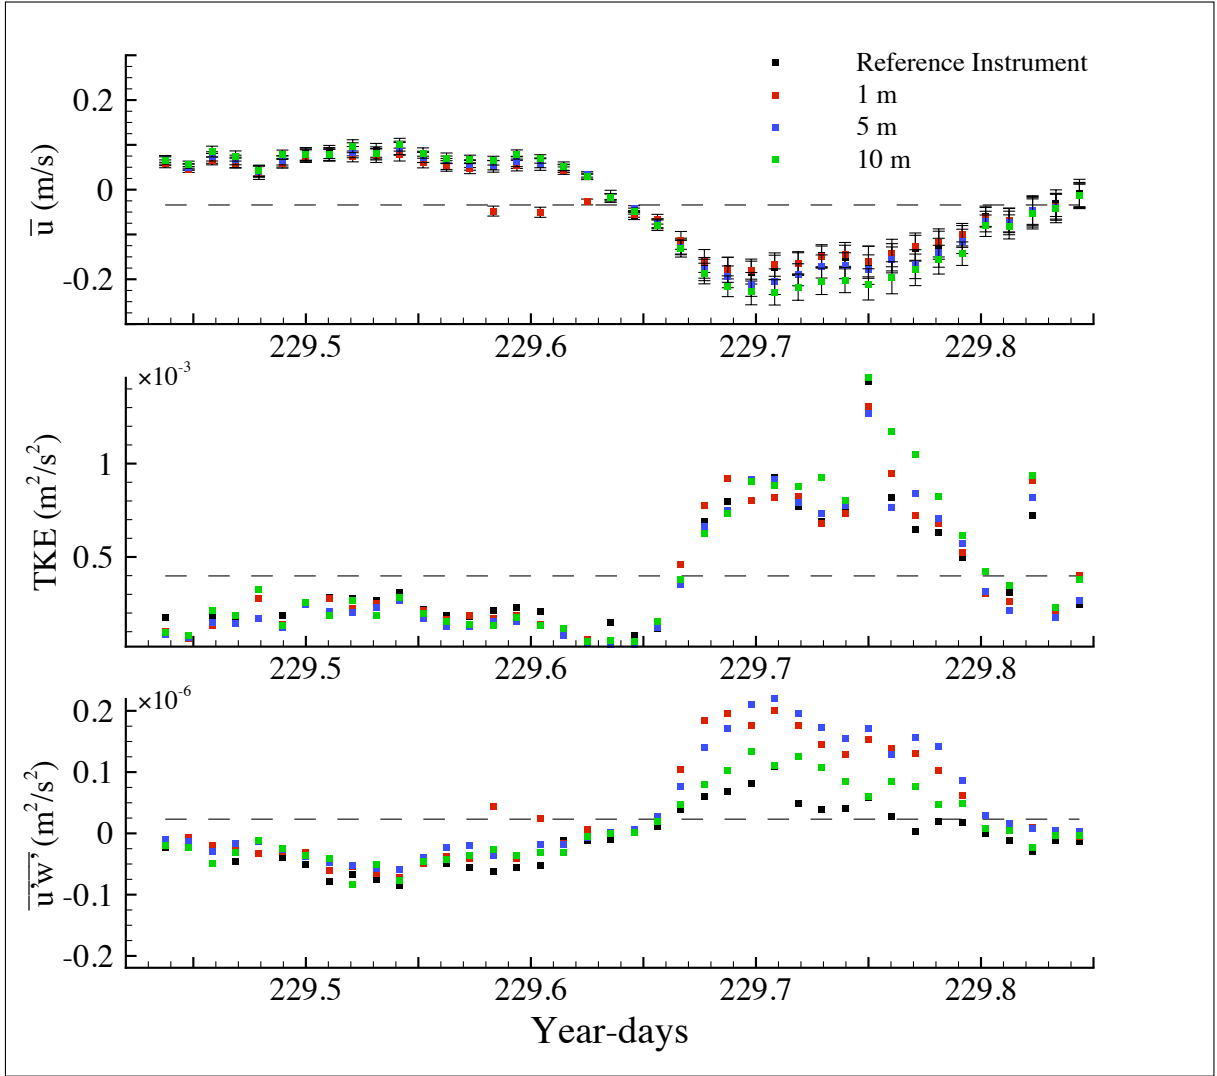 Reference Instrument
1 m
5 m
10 m
0.2
0
-0.2
u̅ (m/s)
229.5 229.6 229.7 229.8
×10⁻³
1
0.5
TKE (m²/s²)
229.5 229.6 229.7 229.8
×10⁻⁶
0.2
0.1
0
-0.1
-0.2
u̅'̅w̅'̅ (m²/s²)
229.5 229.6 229.7 229.8
Year-days